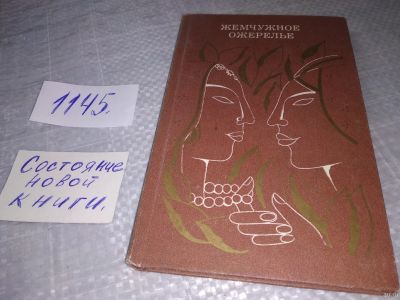 ЖЕМЧУЖНОЕ
ОЖЕРЕЛЬЕ
1145.
Состояние
новой
книги.